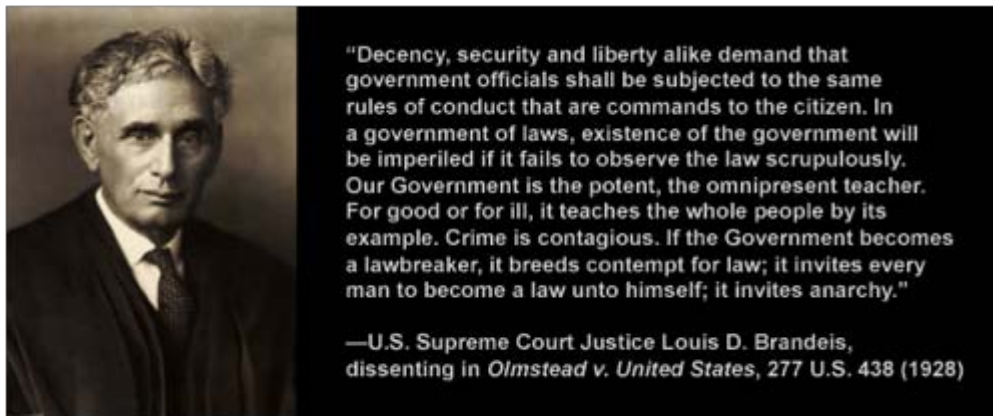 “Decency, security and liberty alike demand that
government officials shall be subjected to the same
rules of conduct that are commands to the citizen. In
a government of laws, existence of the government will
be imperiled if it fails to observe the law scrupulously.
Our Government is the potent, the omnipresent teacher.
For good or for ill, it teaches the whole people by its
example. Crime is contagious. If the Government becomes
a lawbreaker, it breeds contempt for law; it invites every
man to become a law unto himself; it invites anarchy.”
—U.S. Supreme Court Justice Louis D. Brandeis,
dissenting in Olmstead v. United States, 277 U.S. 438 (1928)